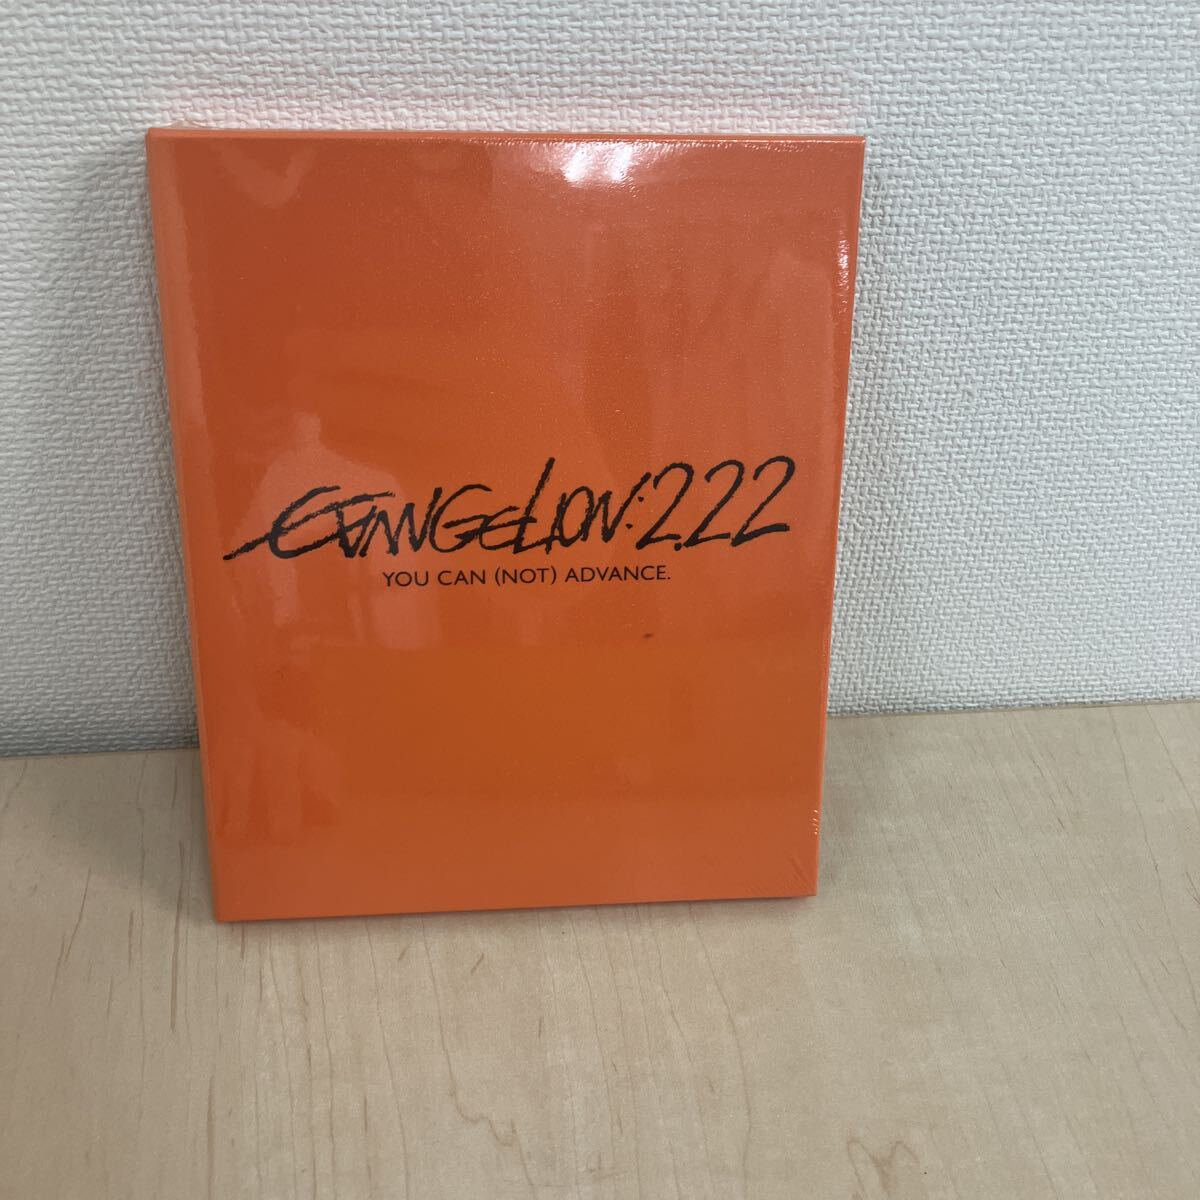 EVANGELION:2.22
YOU CAN (NOT) ADVANCE.